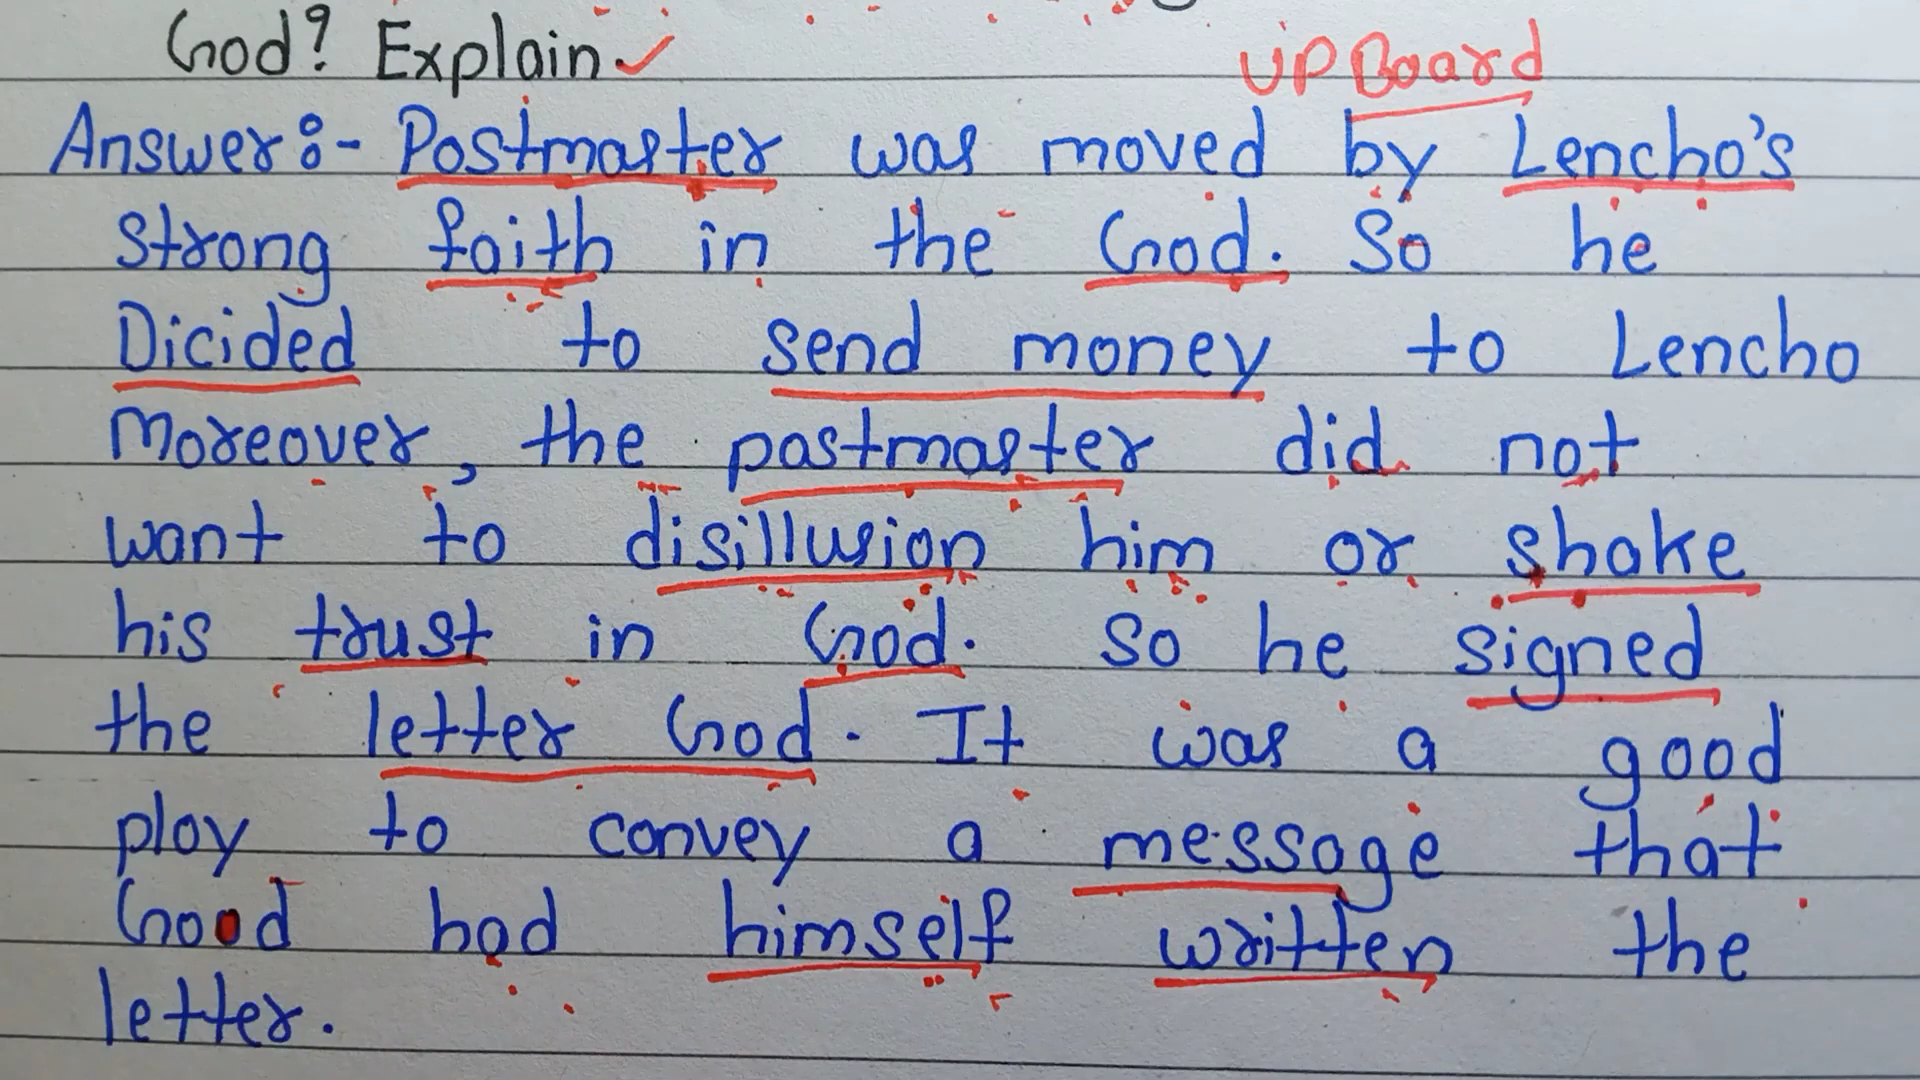 God? Explain
UP Board
Answer:- Postmaster was moved by Lencho's
strong faith in the God. So he
Dicided to send money to Lencho
Moreover, the postmaster did not
want to disillusion him or shake
his trust in God. So he signed
the letter God. It was a good
ploy to convey a message that
Good had himself written the
letter.